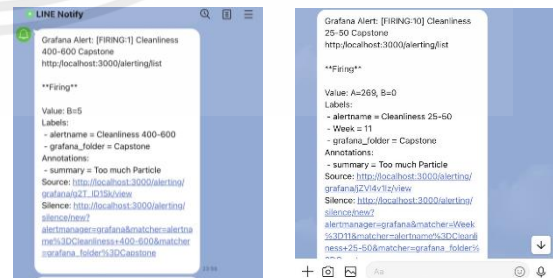 LINE Notify
Grafana Alert: [FIRING:1] Cleanliness
400-600 Capstone
http:/localhost:3000/alerting/list
**Firing**
Value: B=5
Labels:
- alertname = Cleanliness 400-600
- grafana_folder = Capstone
Annotations:
- summary = Too much Particle
Source: http://localhost:3000/alerting/
grafana/g2T_ID1Sk/view
Silence: http://localhost:3000/alerting/
silence/new?
alertmanager=grafana&matcher=alertna
me%3DCleanliness+400-600&matcher
=grafana_folder%3DCapstone
Grafana Alert: [FIRING:10] Cleanliness
25-50 Capstone
http:/localhost:3000/alerting/list
**Firing**
Value: A=269, B=0
Labels:
- alertname = Cleanliness 25-50
- Week = 11
- grafana_folder = Capstone
Annotations:
- summary = Too much Particle
Source: http://localhost:3000/alerting/
Silence: http://localhost:3000/alerting/
silence/new?
alertmanager=grafana&matcher=Week
%3D11&matcher=alertname%3DCleanli
ness+25-50&matcher=grafana_folder%
Aa